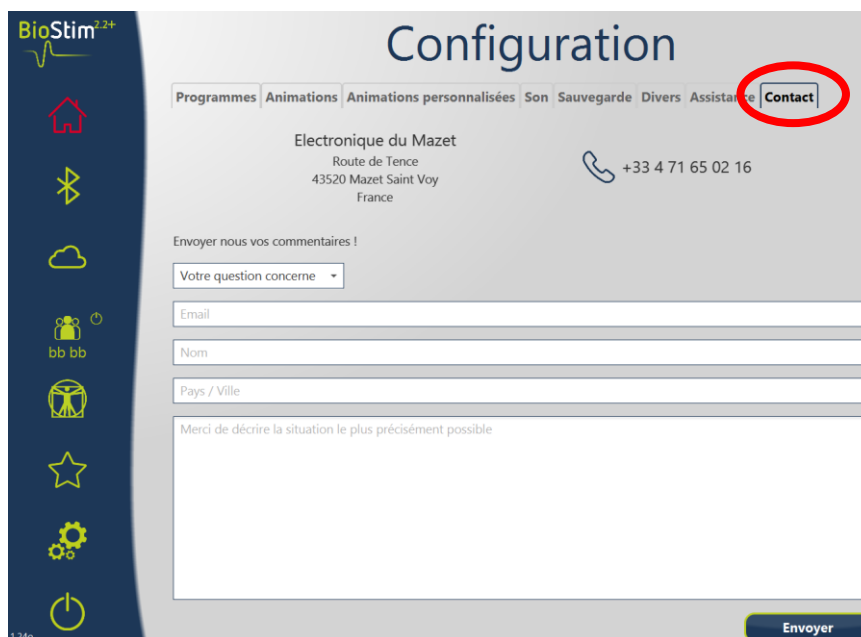 BioStim2.2+
Configuration
Programmes Animations Animations personnalisées Son Sauvegarde Divers Assistance Contact
Electronique du Mazet
Route de Tence
43520 Mazet Saint Voy
France
+33 4 71 65 02 16
Envoyer nous vos commentaires !
Votre question concerne
Email
Nom
Pays / Ville
Merci de décrire la situation le plus précisément possible
bb bb
Envoyer